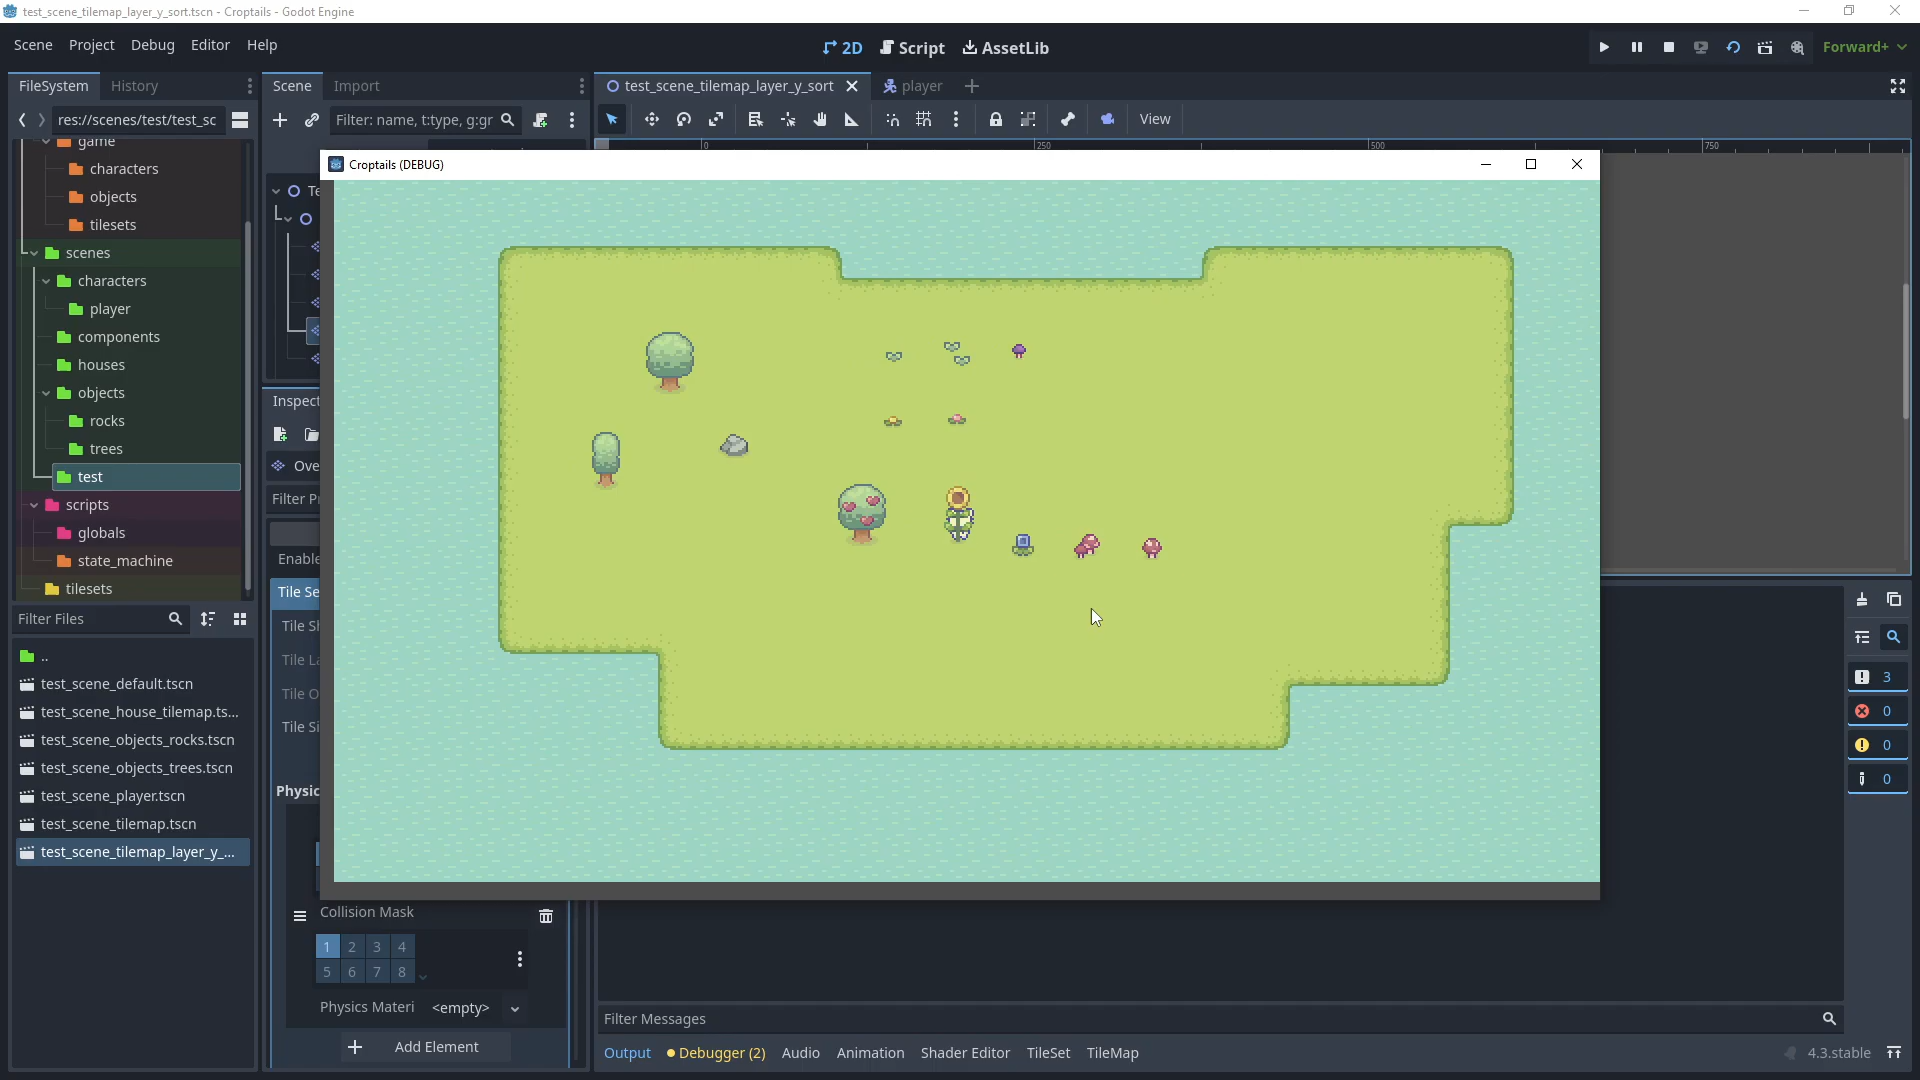 test_scene_tilemap_layer_y_sort.tscn - Croptails - Godot Engine
Scene Project Debug Editor Help
2D Script AssetLib
Forward+
FileSystem History
Scene Import
test_scene_tilemap_layer_y_sort
player
res://scenes/test/test_sc
Filter: name, t:type, g:gr
View
0 250 500 750
Croptails (DEBUG)
game
characters
objects
tilesets
scenes
characters
player
components
houses
objects
rocks
trees
test
scripts
globals
state_machine
tilesets
Filter Files
..
test_scene_default.tscn
test_scene_house_tilemap.ts...
test_scene_objects_rocks.tscn
test_scene_objects_trees.tscn
test_scene_player.tscn
test_scene_tilemap.tscn
test_scene_tilemap_layer_y_...
Te
Inspect
Ove
Filter Pr
Enable
Tile Se
Tile Sh
Tile La
Tile O
Tile Si
Physic
Collision Mask
1 2 3 4
5 6 7 8
Physics Materi <empty>
Add Element
3
0
0
0
Filter Messages
Output Debugger (2) Audio Animation Shader Editor TileSet TileMap
4.3.stable